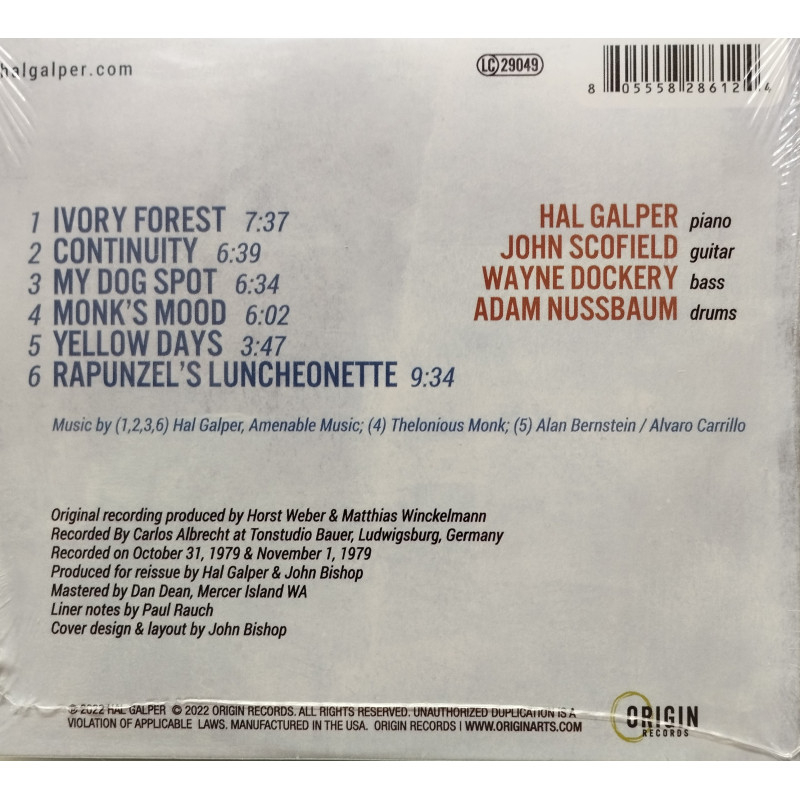 halgalper.com
LC 29049
8 05558 28612 4
1 IVORY FOREST 7:37
2 CONTINUITY 6:39
3 MY DOG SPOT 6:34
4 MONK'S MOOD 6:02
5 YELLOW DAYS 3:47
6 RAPUNZEL'S LUNCHEONETTE 9:34
HAL GALPER piano
JOHN SCOFIELD guitar
WAYNE DOCKERY bass
ADAM NUSSBAUM drums
Music by (1,2,3,6) Hal Galper, Amenable Music; (4) Thelonious Monk; (5) Alan Bernstein / Alvaro Carrillo
Original recording produced by Horst Weber & Matthias Winckelmann
Recorded By Carlos Albrecht at Tonstudio Bauer, Ludwigsburg, Germany
Recorded on October 31, 1979 & November 1, 1979
Produced for reissue by Hal Galper & John Bishop
Mastered by Dan Dean, Mercer Island WA
Liner notes by Paul Rauch
Cover design & layout by John Bishop
℗ 2022 HAL GALPER © 2022 ORIGIN RECORDS. ALL RIGHTS RESERVED. UNAUTHORIZED DUPLICATION IS A
VIOLATION OF APPLICABLE LAWS. MANUFACTURED IN THE USA. ORIGIN RECORDS | WWW.ORIGINARTS.COM
ORIGIN
RECORDS